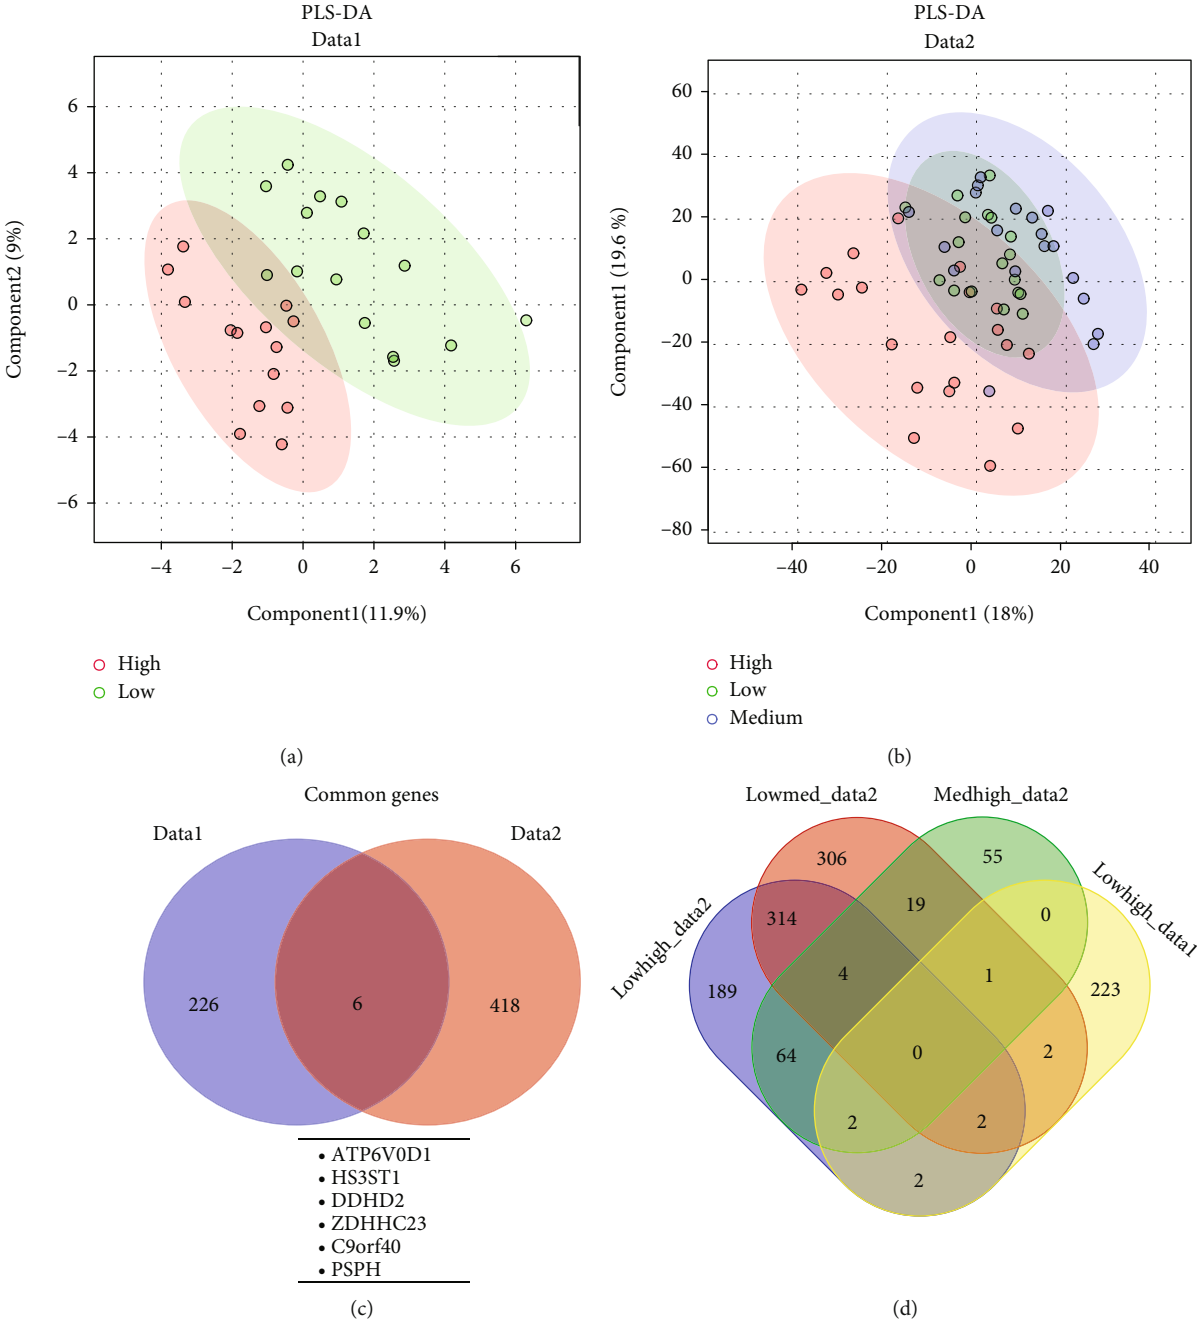 PLS-DA
Data1
6
4
2
0
−2
−4
−6
Component2 (9%)
−4 −2 0 2 4 6
Component1(11.9%)
High
Low
(a)
PLS-DA
Data2
60
40
20
0
−20
−40
−60
−80
Component1 (19.6 %)
−40 −20 0 20 40
Component1 (18%)
High
Low
Medium
(b)
Common genes
Data1 Data2
226 6 418
• ATP6V0D1
• HS3ST1
• DDHD2
• ZDHHC23
• C9orf40
• PSPH
(c)
Lowmed_data2 Medhigh_data2
Lowhigh_data2 Lowhigh_data1
306 55
314 19 0
189 4 1 223
64 0 2
2 2
2
(d)